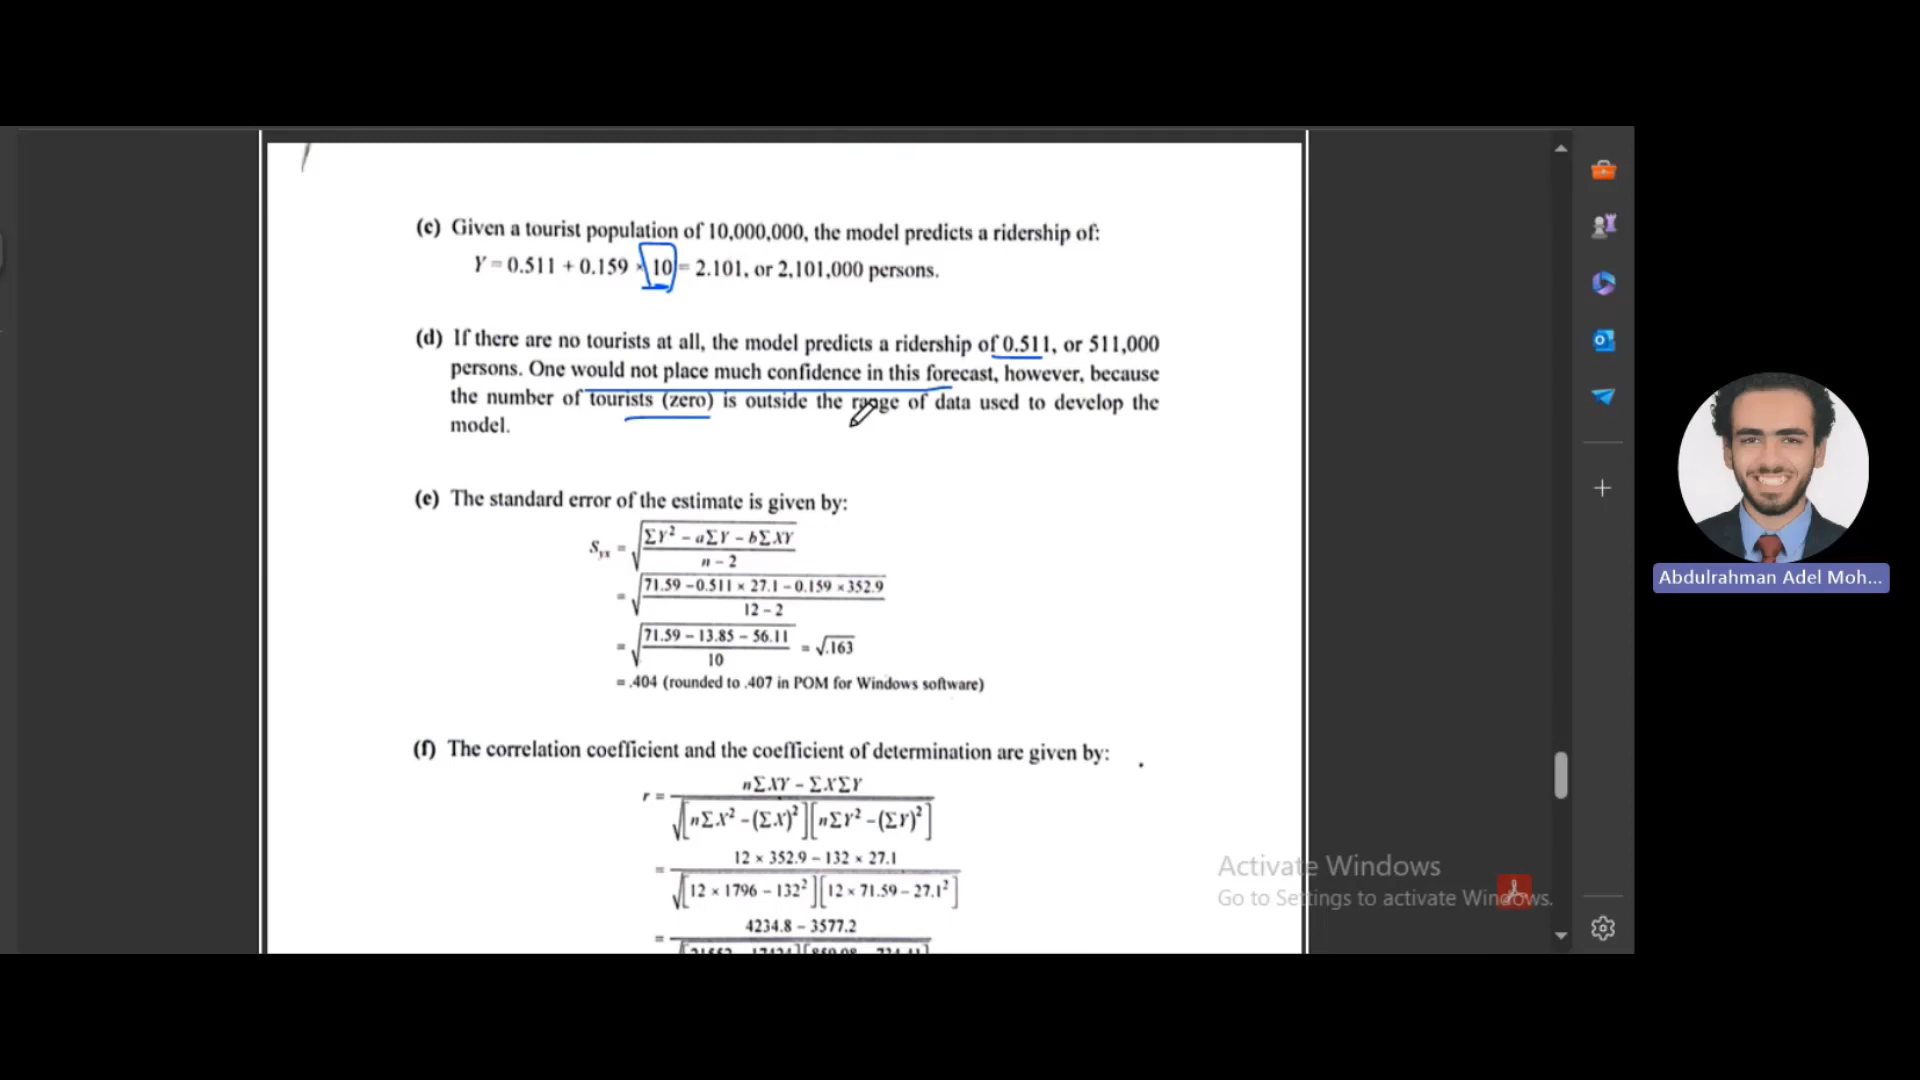 (c) Given a tourist population of 10,000,000, the model predicts a ridership of:
Y = 0.511 + 0.159 × 10 = 2.101, or 2,101,000 persons.
(d) If there are no tourists at all, the model predicts a ridership of 0.511, or 511,000
persons. One would not place much confidence in this forecast, however, because
the number of tourists (zero) is outside the range of data used to develop the
model.
(e) The standard error of the estimate is given by:
Syx = √((ΣY² − aΣY − bΣXY) / (n − 2))
= √((71.59 − 0.511 × 27.1 − 0.159 × 352.9) / (12 − 2))
= √((71.59 − 13.85 − 56.11) / 10) = √.163
= .404 (rounded to .407 in POM for Windows software)
(f) The correlation coefficient and the coefficient of determination are given by:
r = (nΣXY − ΣXΣY) / √([nΣX² − (ΣX)²][nΣY² − (ΣY)²])
= (12 × 352.9 − 132 × 27.1) / √([12 × 1796 − 132²][12 × 71.59 − 27.1²])
= 4234.8 − 3577.2
Activate Windows
Go to Settings to activate Windows.
Abdulrahman Adel Moh...